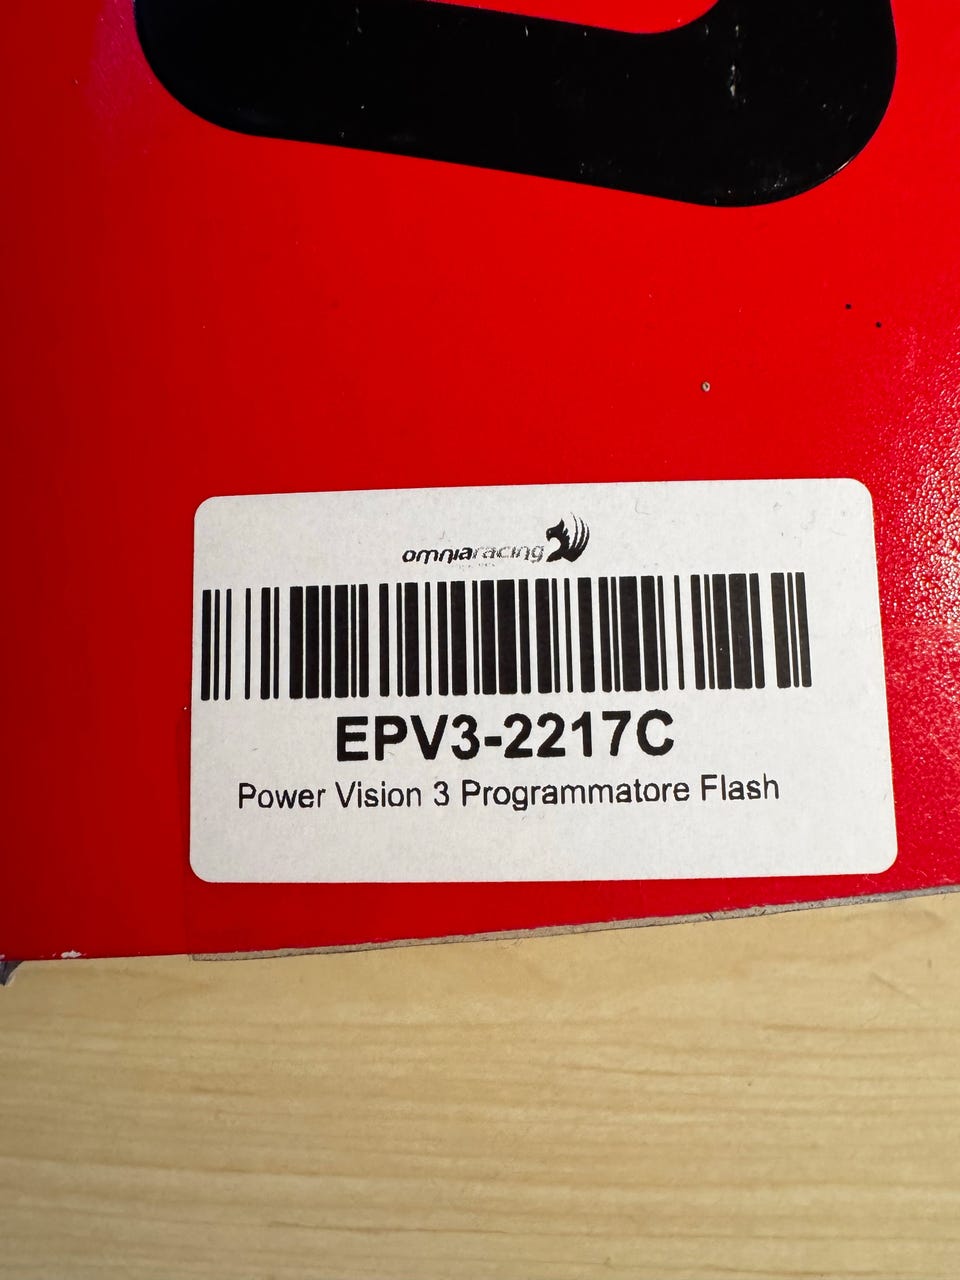 omniaracing
EPV3-2217C
Power Vision 3 Programmatore Flash